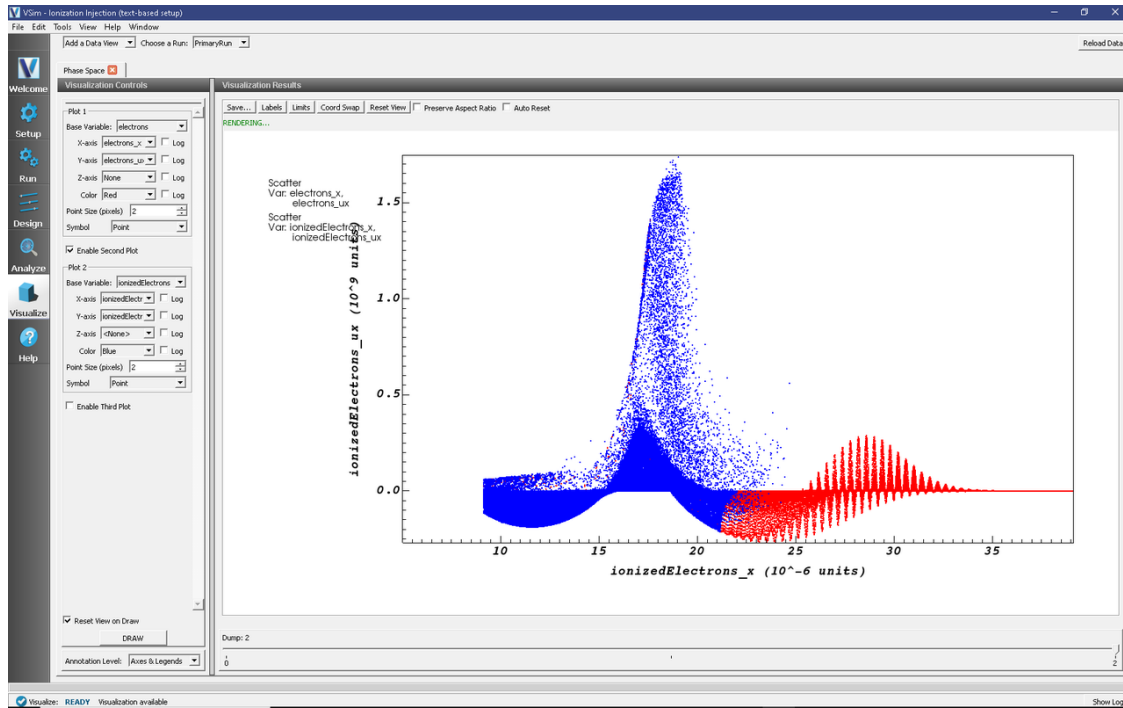 VSim - Ionization Injection (text-based setup)
File Edit Tools View Help Window
Add a Data View Choose a Run: PrimaryRun Reload Data
Welcome
Setup
Run
Design
Analyze
Visualize
Help
Phase Space
Visualization Controls
Plot 1
Base Variable: electrons
X-axis electrons_x Log
Y-axis electrons_ux Log
Z-axis None Log
Color Red Log
Point Size (pixels) 2
Symbol Point
Enable Second Plot
Plot 2
Base Variable: ionizedElectrons
X-axis ionizedElectr Log
Y-axis ionizedElectr Log
Z-axis <None> Log
Color Blue Log
Point Size (pixels) 2
Symbol Point
Enable Third Plot
Reset View on Draw
DRAW
Annotation Level: Axes & Legends
Visualization Results
Save... Labels Limits Coord Swap Reset View Preserve Aspect Ratio Auto Reset
RENDERING...
Scatter
Var: electrons_x,
electrons_ux
Scatter
Var: ionizedElectrons_x,
ionizedElectrons_ux
ionizedElectrons_ux (10^9 units)
1.5
1.0
0.5
0.0
10 15 20 25 30 35
ionizedElectrons_x (10^-6 units)
Dump: 2
0 2
Visualize: READY Visualization available Show Log